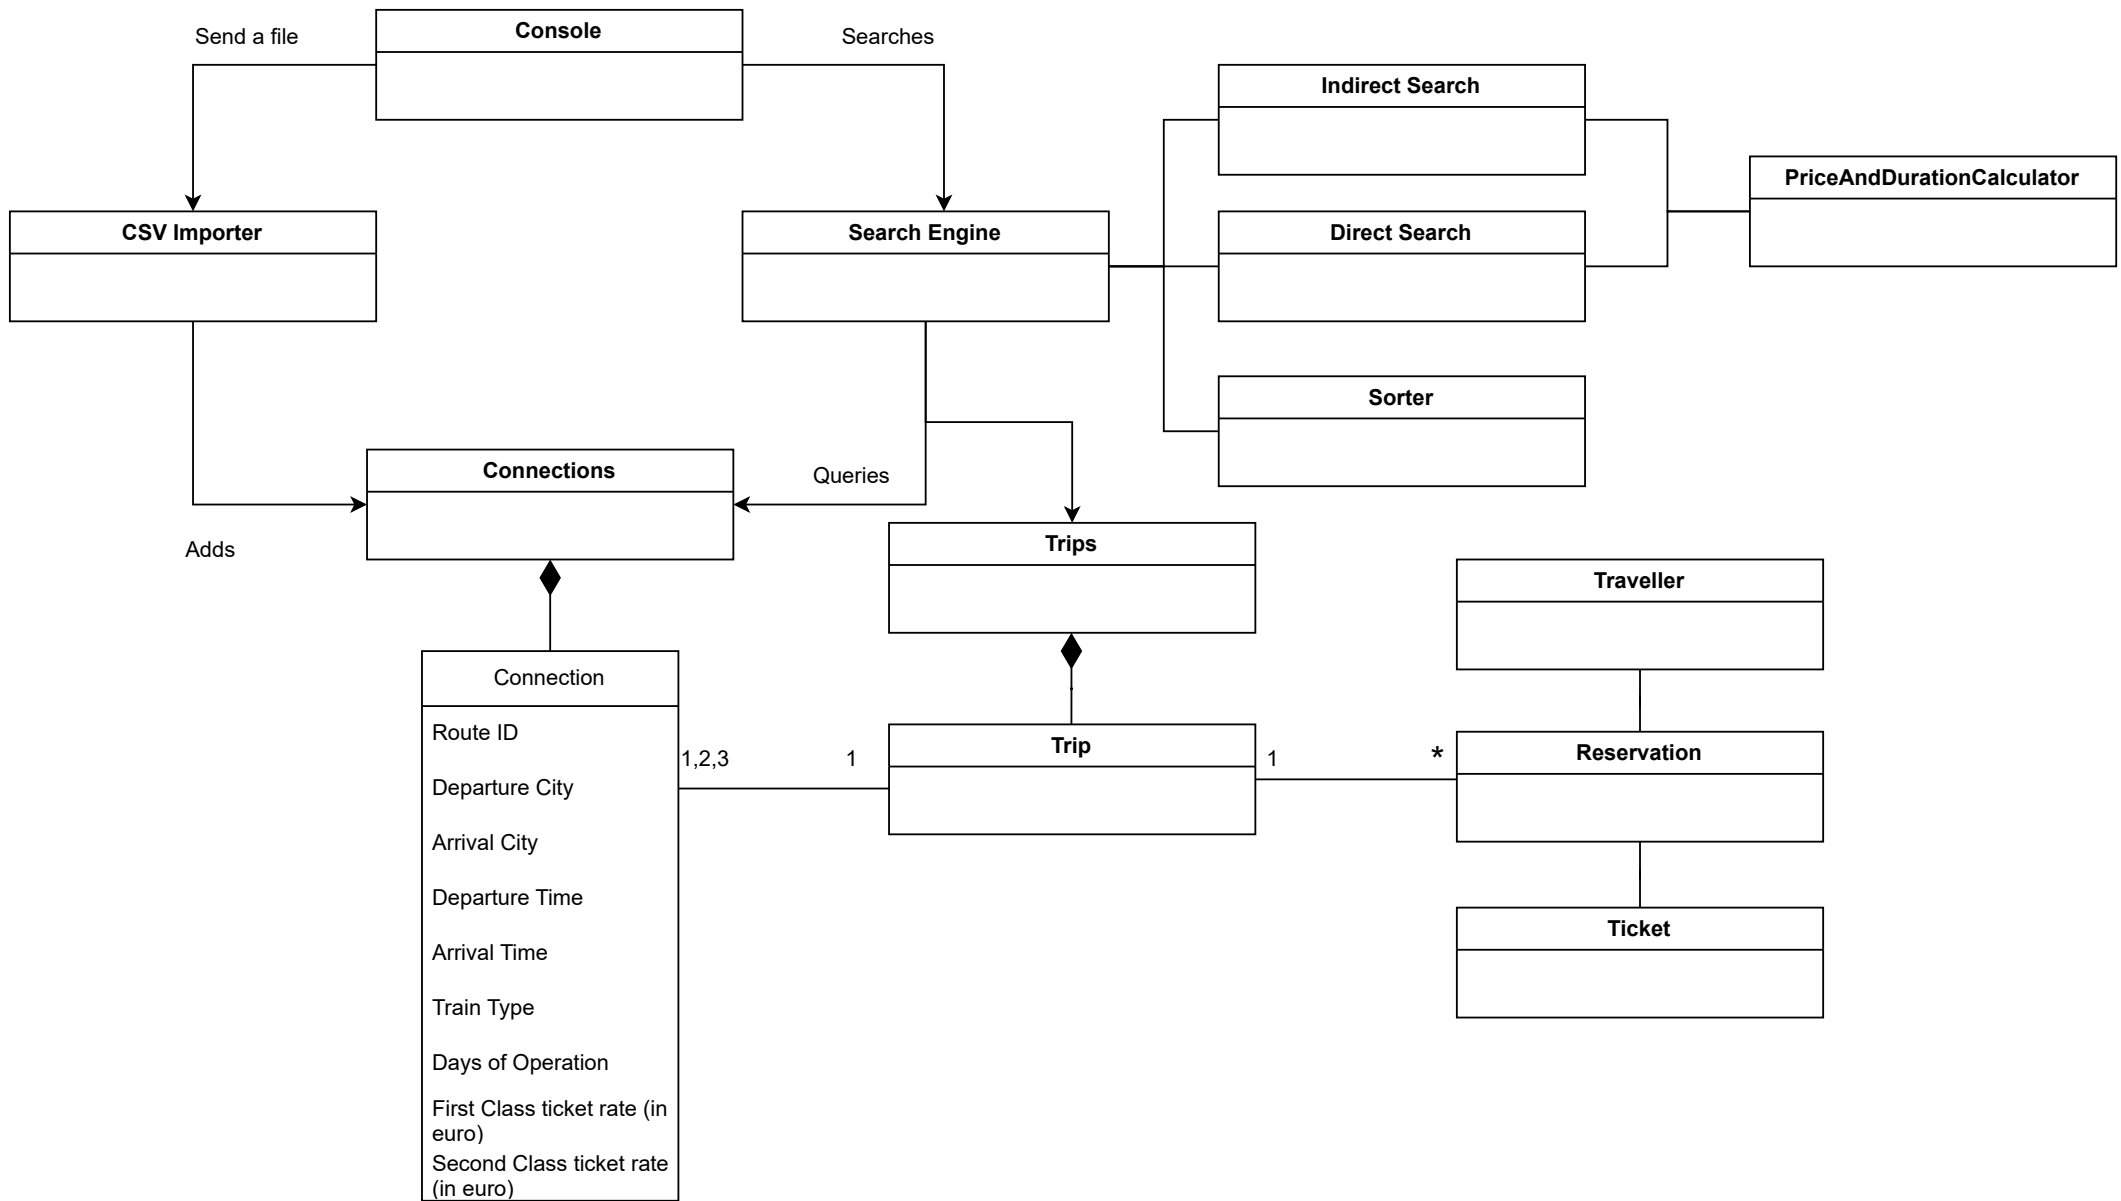 Send a file
Console
Searches
Indirect Search
PriceAndDurationCalculator
CSV Importer
Search Engine
Direct Search
Sorter
Connections
Queries
Adds
Trips
Traveller
Connection
Route ID
Departure City
Arrival City
Departure Time
Arrival Time
Train Type
Days of Operation
First Class ticket rate (in
euro)
Second Class ticket rate
(in euro)
1,2,3
1
Trip
1
*
Reservation
Ticket